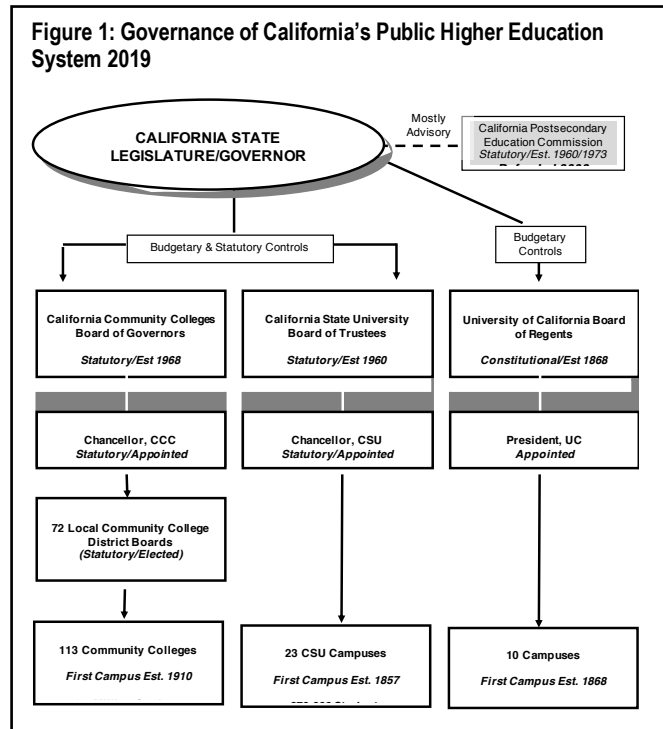 Figure 1: Governance of California's Public Higher Education
System 2019
Mostly
Advisory
CALIFORNIA STATE
LEGISLATURE/GOVERNOR
California Postsecondary
Education Commission
Statutory/Est. 1960/1973
Budgetary & Statutory Controls
Budgetary
Controls
California Community Colleges
Board of Governors
Statutory/Est 1968
California State University
Board of Trustees
Statutory/Est 1960
University of California Board
of Regents
Constitutional/Est 1868
Chancellor, CCC
Statutory/Appointed
Chancellor, CSU
Statutory/Appointed
President, UC
Appointed
72 Local Community College
District Boards
(Statutory/Elected)
113 Community Colleges
First Campus Est. 1910
23 CSU Campuses
First Campus Est. 1857
10 Campuses
First Campus Est. 1868